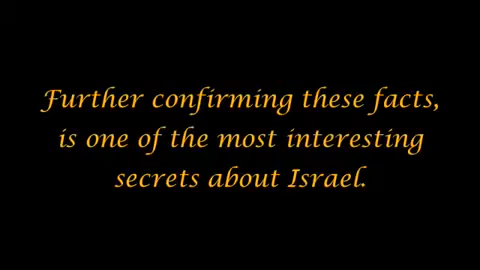 Further confirming these facts,
is one of the most interesting
secrets about Israel.